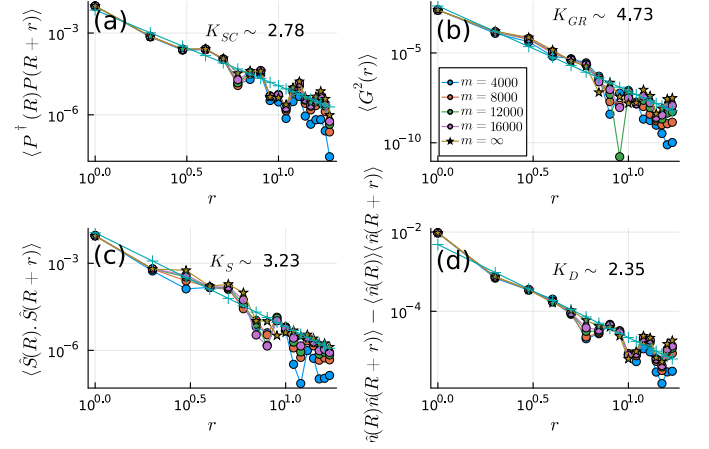 (a)
K_SC ~ 2.78
10^-3
10^-6
⟨P^†(R)P(R + r)⟩
10^0.0
10^0.5
10^1.0
r
(b)
K_GR ~ 4.73
10^-5
10^-10
⟨G^2(r)⟩
m = 4000
m = 8000
m = 12000
m = 16000
m = ∞
10^0.0
10^0.5
10^1.0
r
(c)
K_S ~ 3.23
10^-3
10^-6
⟨Ŝ(R).Ŝ(R + r)⟩
10^0.0
10^0.5
10^1.0
r
(d)
K_D ~ 2.35
10^-2
10^-4
n̂(R)n̂(R + r)⟩ − ⟨n̂(R)⟩⟨n̂(R + r)⟩
10^0.0
10^0.5
10^1.0
r